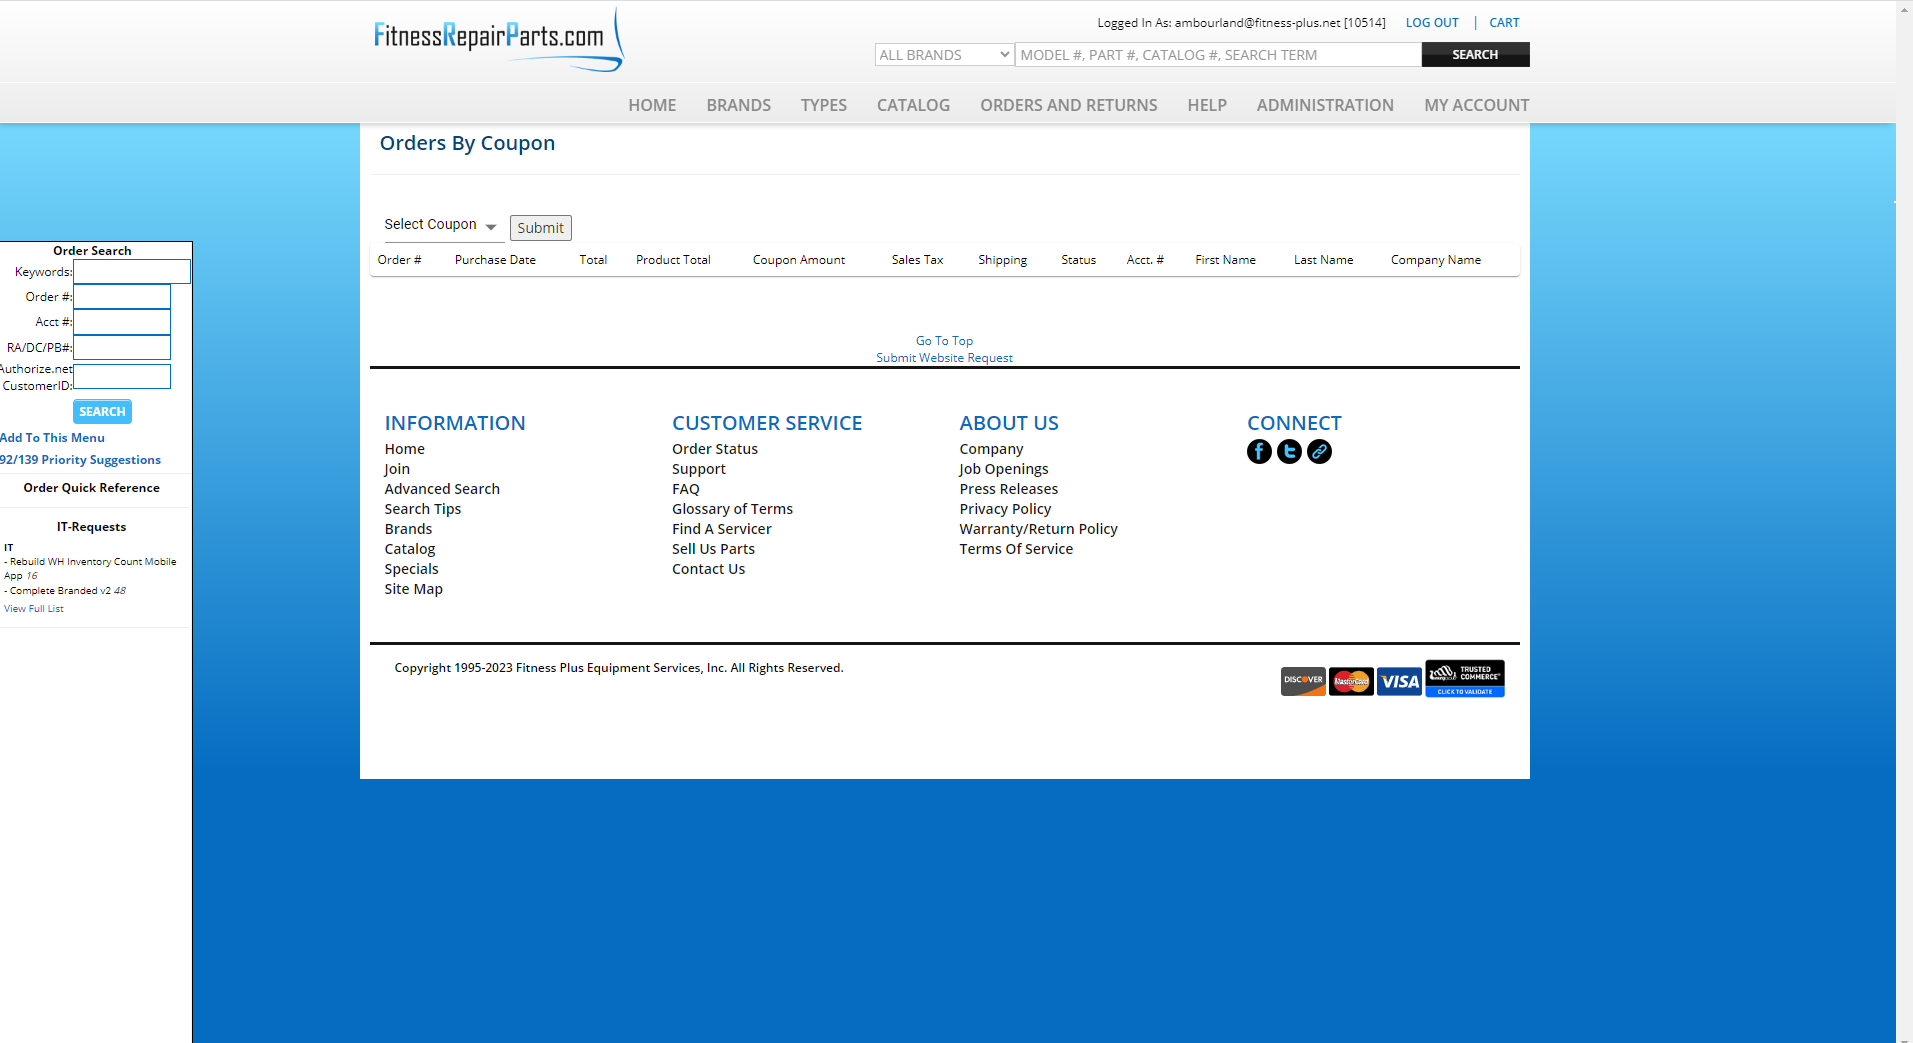 FitnessRepairParts.com
Logged In As: ambourland@fitness-plus.net [10514] LOG OUT | CART
ALL BRANDS MODEL #, PART #, CATALOG #, SEARCH TERM SEARCH
HOME BRANDS TYPES CATALOG ORDERS AND RETURNS HELP ADMINISTRATION MY ACCOUNT
Orders By Coupon
Select Coupon Submit
Order # Purchase Date Total Product Total Coupon Amount Sales Tax Shipping Status Acct. # First Name Last Name Company Name
Order Search
Keywords:
Order #:
Acct #:
RA/DC/PB#:
Authorize.net
CustomerID:
SEARCH
Add To This Menu
92/139 Priority Suggestions
Order Quick Reference
IT-Requests
IT
- Rebuild WH Inventory Count Mobile
App 16
- Complete Branded v2 48
View Full List
Go To Top
Submit Website Request
INFORMATION
Home
Join
Advanced Search
Search Tips
Brands
Catalog
Specials
Site Map
CUSTOMER SERVICE
Order Status
Support
FAQ
Glossary of Terms
Find A Servicer
Sell Us Parts
Contact Us
ABOUT US
Company
Job Openings
Press Releases
Privacy Policy
Warranty/Return Policy
Terms Of Service
CONNECT
Copyright 1995-2023 Fitness Plus Equipment Services, Inc. All Rights Reserved.
DISCOVER MasterCard VISA
TRUSTED
COMMERCE
CLICK TO VALIDATE